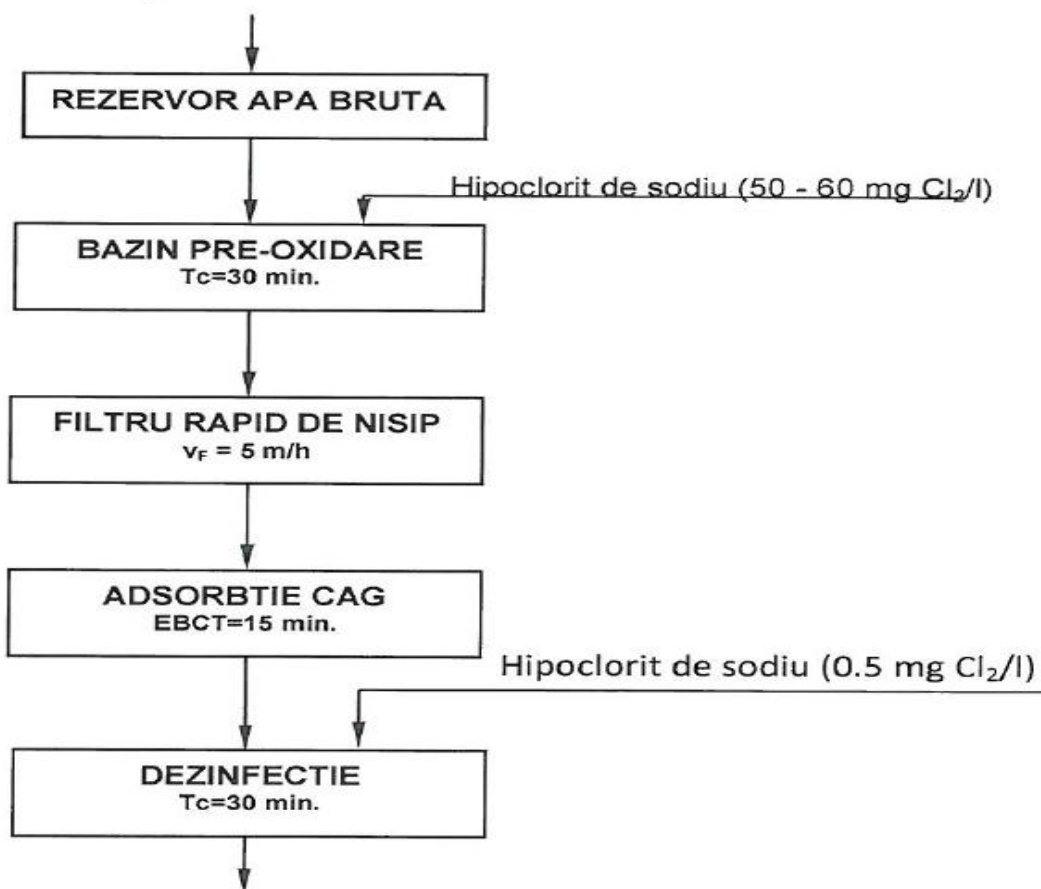 REZERVOR APA BRUTA
Hipoclorit de sodiu (50 - 60 mg Cl₂/l)
BAZIN PRE-OXIDARE
Tc=30 min.
FILTRU RAPID DE NISIP
v_F = 5 m/h
ADSORBTIE CAG
EBCT=15 min.
Hipoclorit de sodiu (0.5 mg Cl₂/l)
DEZINFECTIE
Tc=30 min.